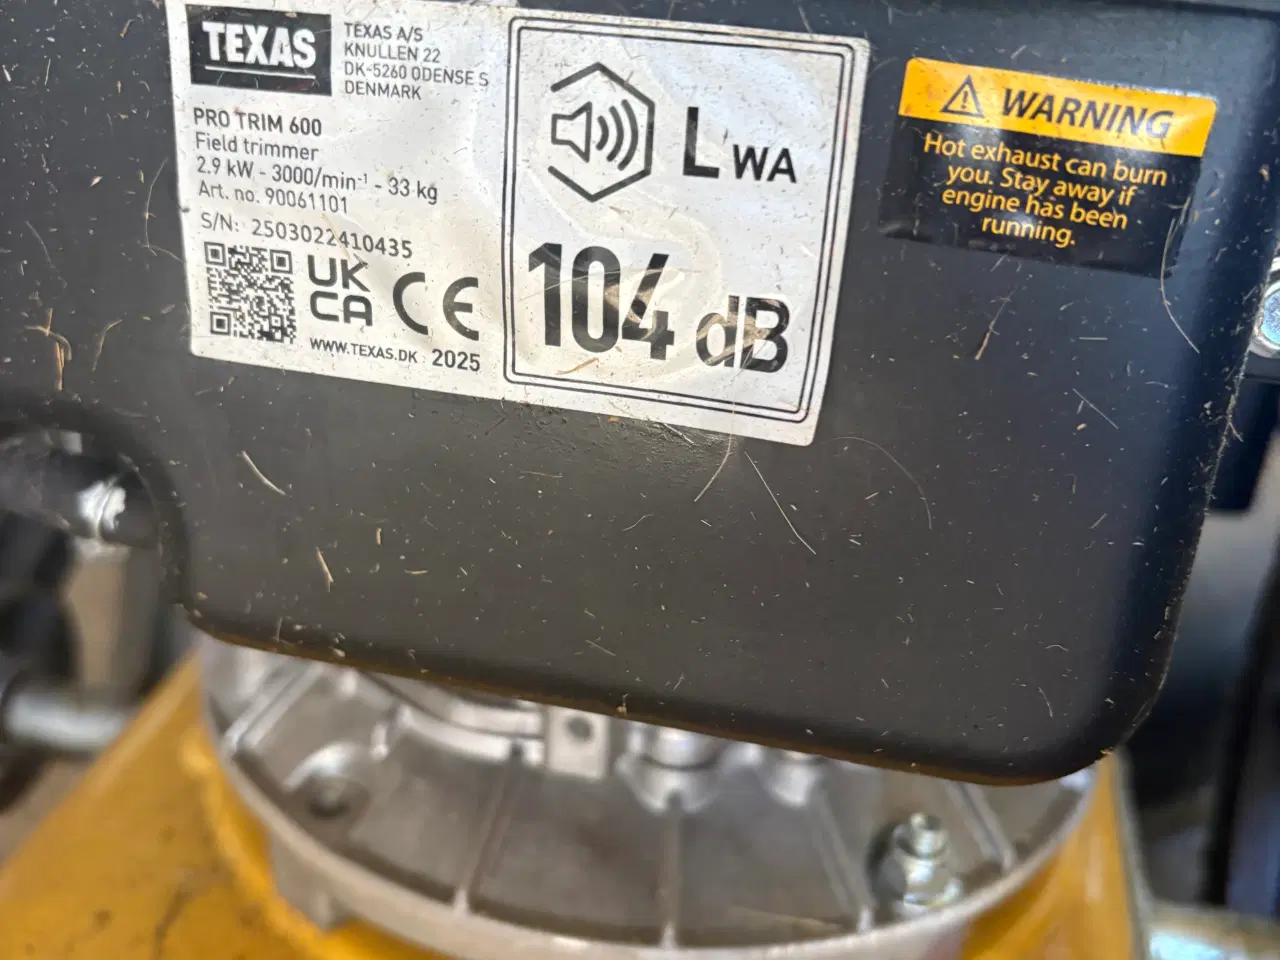 TEXAS
TEXAS A/S
KNULLEN 22
DK-5260 ODENSE S
DENMARK
PRO TRIM 600
Field trimmer
2.9 kW - 3000/min⁻¹ - 33 kg
Art. no. 90061101
S/N: 2503022410435
UK
CA
CE
WWW.TEXAS.DK 2025
LWA
104 dB
WARNING
Hot exhaust can burn
you. Stay away if
engine has been
running.